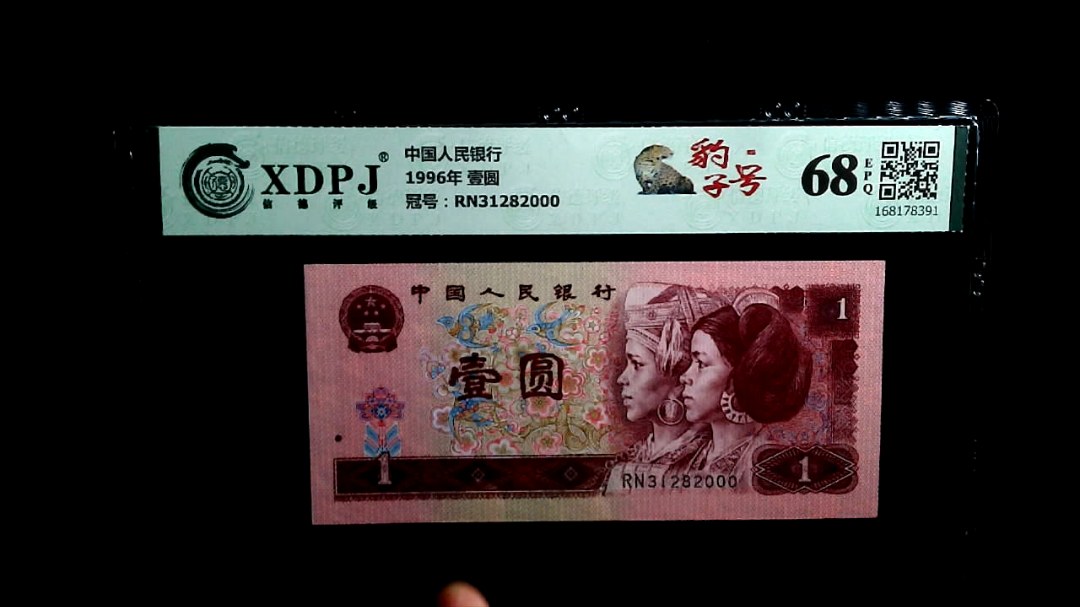 XDPJ®
信德评级
中国人民银行
1996年 壹圆
冠号：RN31282000
豹子号
68
EPQ
168178391
中国人民银行
1
壹圆
1
RN31282000
1